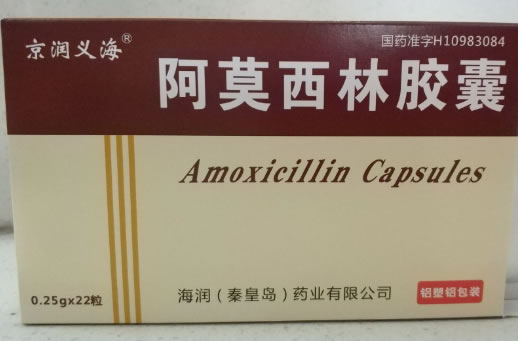 京润义海®
国药准字H10983084
阿莫西林胶囊
Amoxicillin Capsules
0.25gx22粒
海润（秦皇岛）药业有限公司
铝塑铝包装